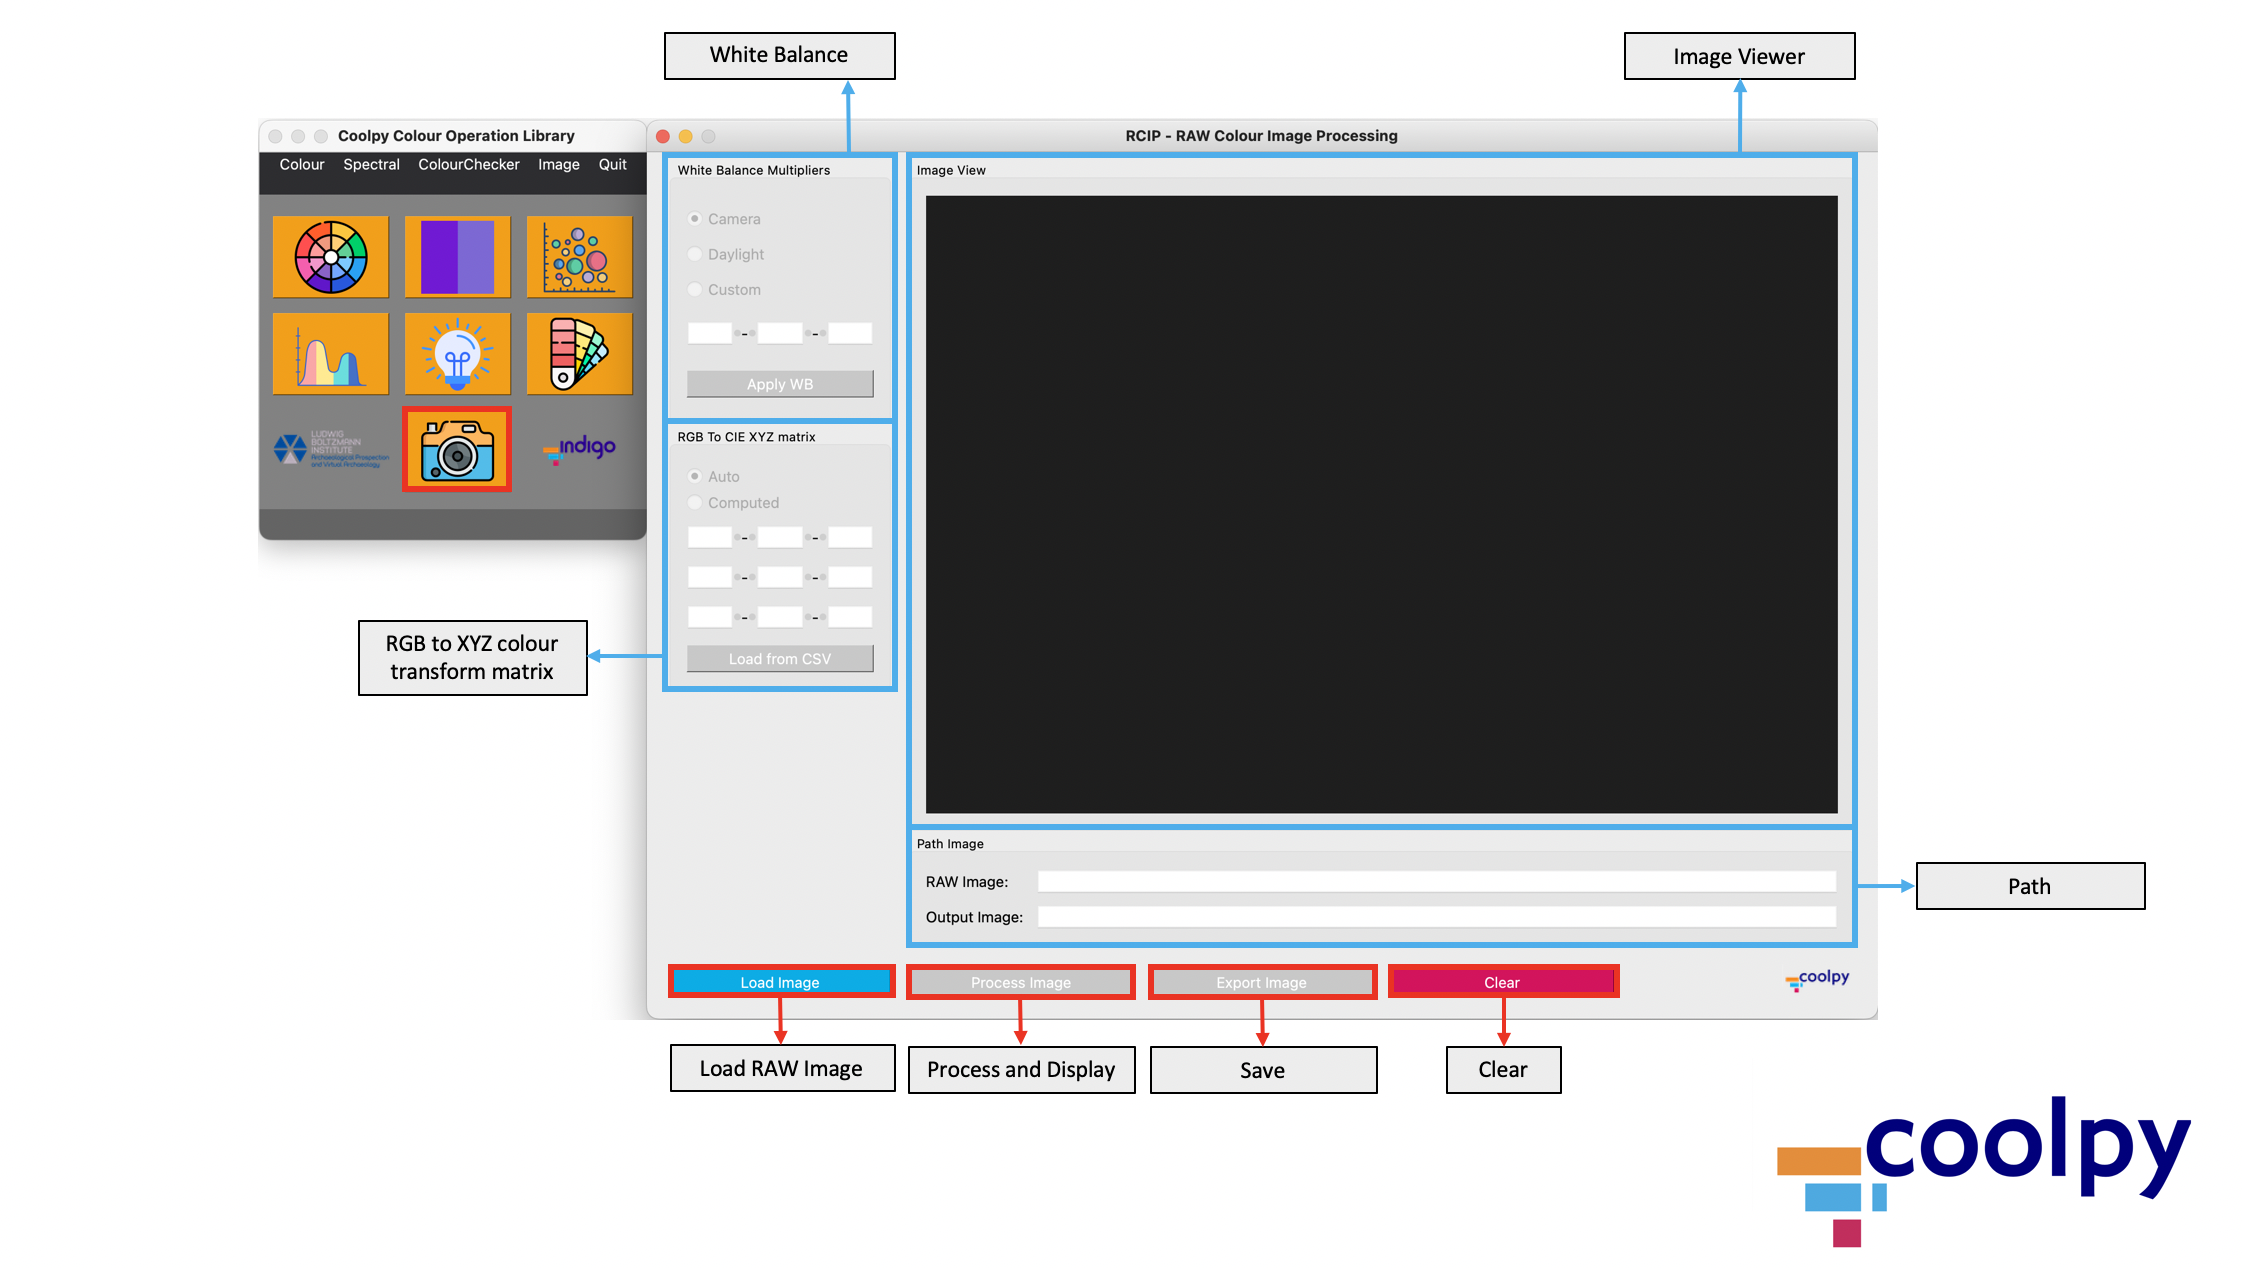 White Balance
Image Viewer
Coolpy Colour Operation Library
RCIP - RAW Colour Image Processing
Colour Spectral ColourChecker Image Quit
White Balance Multipliers
Image View
Camera
Daylight
Custom
- -
Apply WB
RGB To CIE XYZ matrix
LUDWIG
BOLTZMANN
INSTITUTE
Archaeological Prospection
and Virtual Archaeology
indigo
Auto
Computed
- -
- -
- -
Load from CSV
RGB to XYZ colour
transform matrix
Path Image
RAW Image:
Output Image:
Path
Load Image
Process Image
Export Image
Clear
coolpy
Load RAW Image
Process and Display
Save
Clear
coolpy